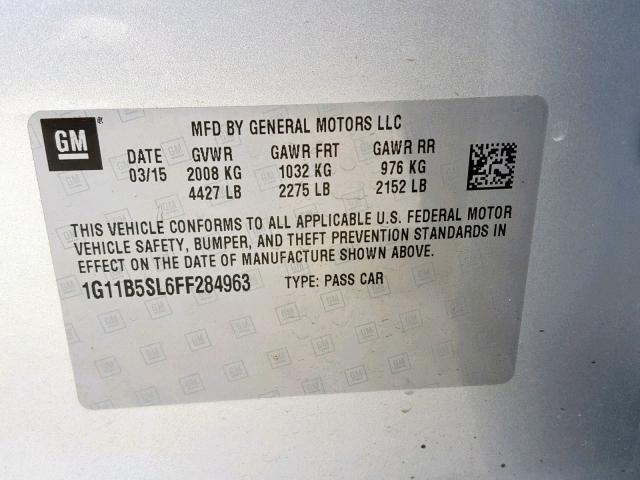 GM ®
MFD BY GENERAL MOTORS LLC
DATE GVWR GAWR FRT GAWR RR
03/15 2008 KG 1032 KG 976 KG
4427 LB 2275 LB 2152 LB
THIS VEHICLE CONFORMS TO ALL APPLICABLE U.S. FEDERAL MOTOR
VEHICLE SAFETY, BUMPER, AND THEFT PREVENTION STANDARDS IN
EFFECT ON THE DATE OF MANUFACTURE SHOWN ABOVE.
1G11B5SL6FF284963 TYPE: PASS CAR